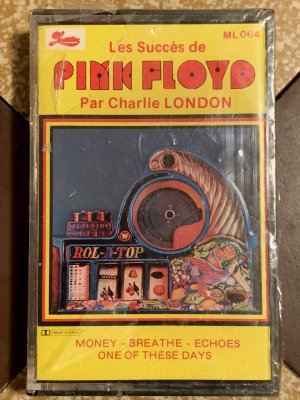 ML064
Les Succès de
PINK FLOYD
Par Charlie LONDON
ROL-A-TOP
MONEY - BREATHE - ECHOES
ONE OF THESE DAYS